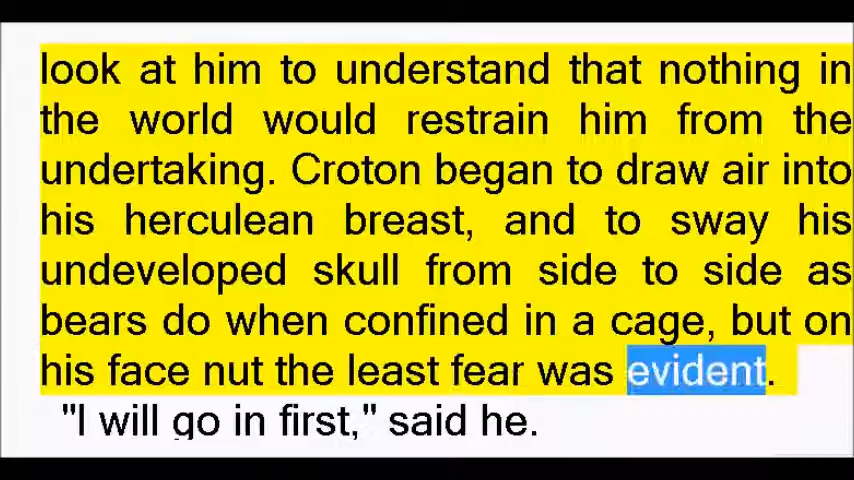 look at him to understand that nothing in
the world would restrain him from the
undertaking. Croton began to draw air into
his herculean breast, and to sway his
undeveloped skull from side to side as
bears do when confined in a cage, but on
his face nut the least fear was evident.
"I will go in first," said he.